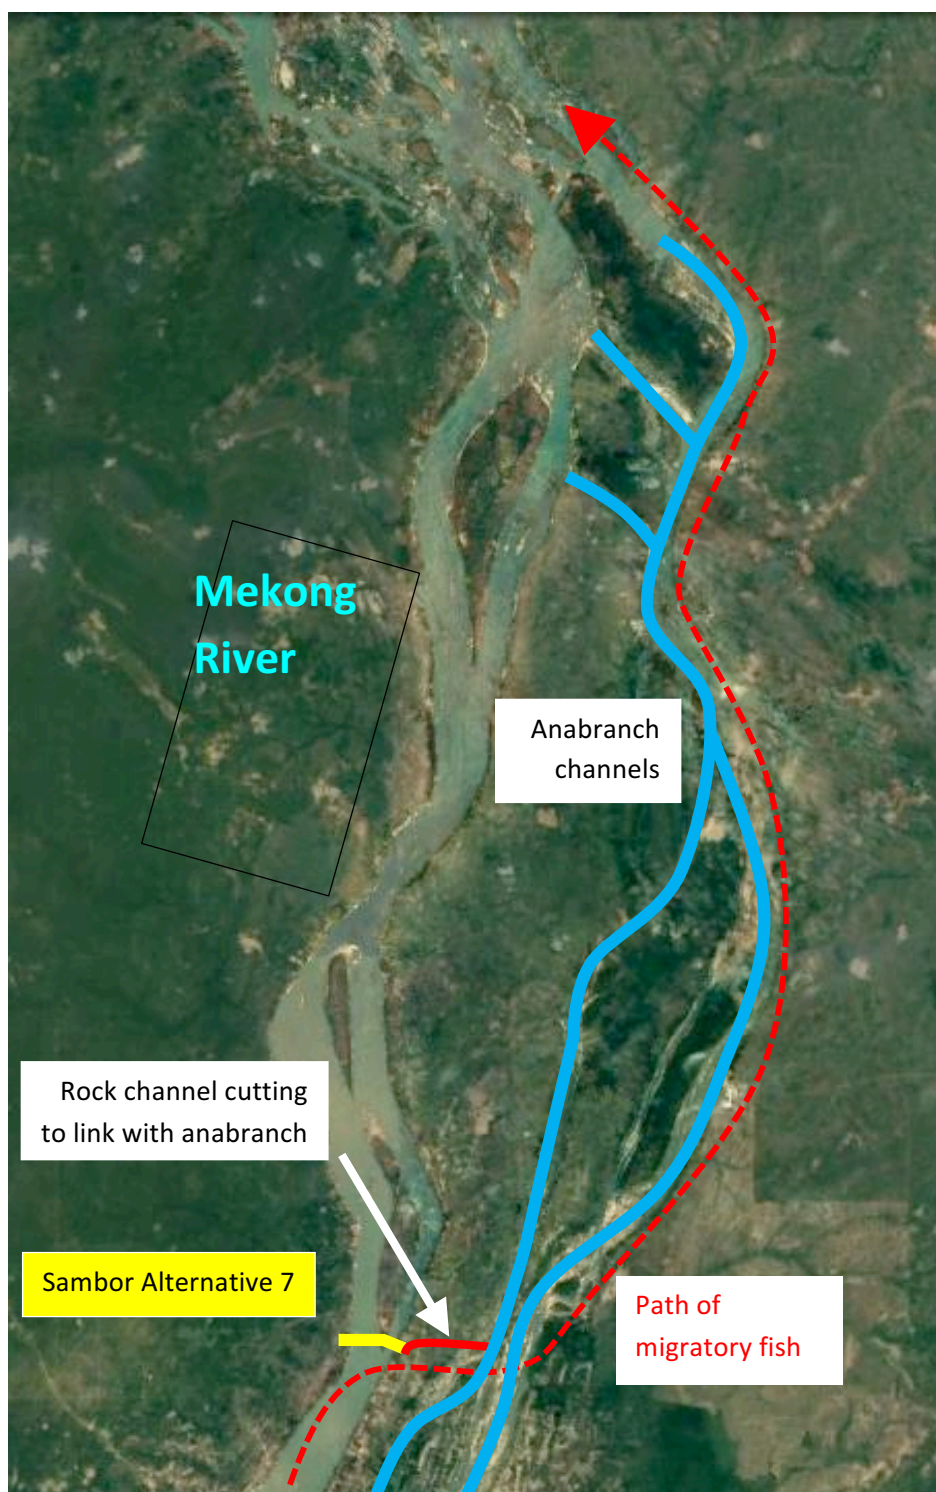 Mekong
River
Anabranch
channels
Rock channel cutting
to link with anabranch
Sambor Alternative 7
Path of
migratory fish